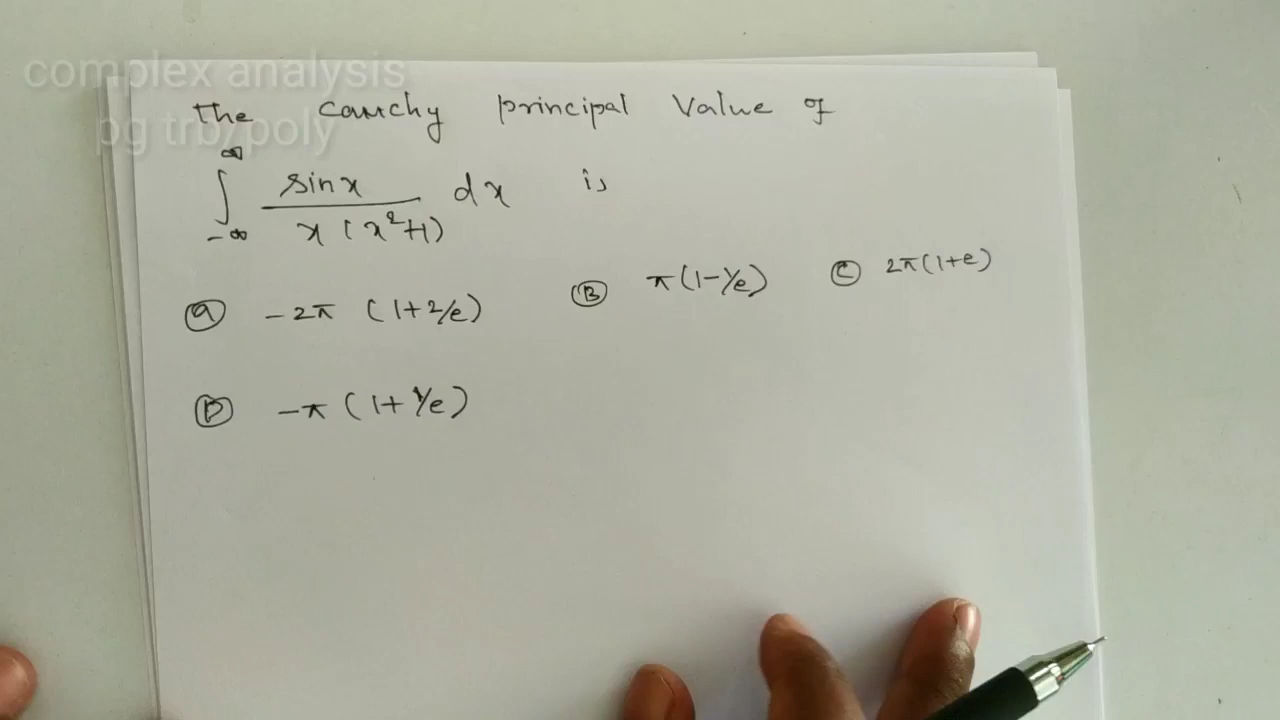 complex analysis
pg trb/poly
The cauchy principal value of
∫_{-∞}^{∞} sinx / x(x²+1) dx is
(a) -2π (1+2/e) (B) π(1-1/e) (C) 2π(1+e)
(D) -π(1+1/e)